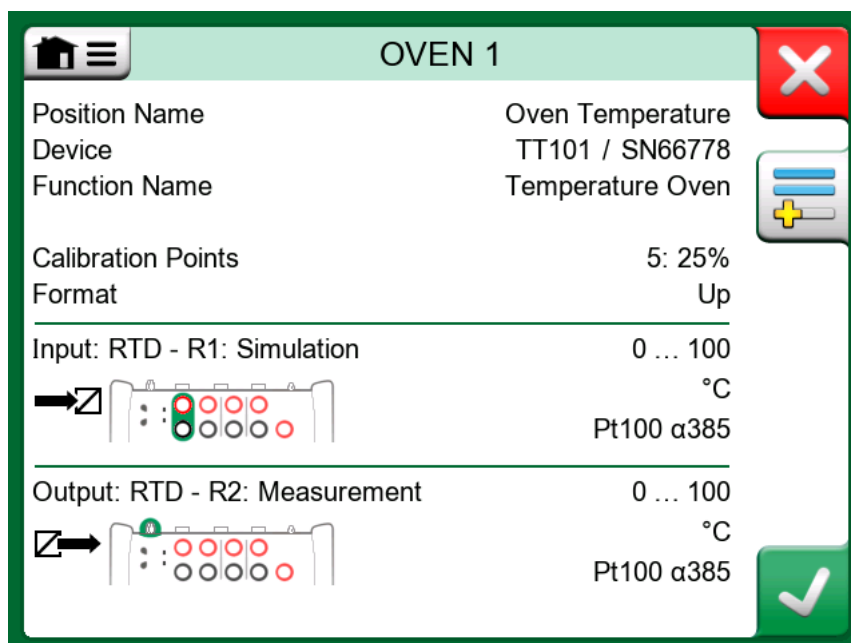 OVEN 1
Position Name Oven Temperature
Device TT101 / SN66778
Function Name Temperature Oven
Calibration Points 5: 25%
Format Up
Input: RTD - R1: Simulation 0 ... 100
°C
Pt100 α385
Output: RTD - R2: Measurement 0 ... 100
°C
Pt100 α385